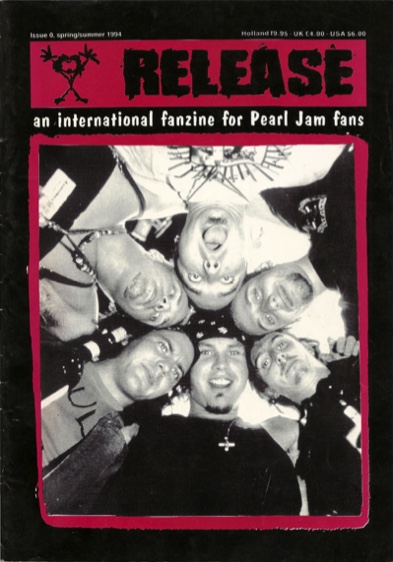 Issue 0, spring/summer 1994
Holland f9.95 - UK £4.00 - USA $6.00
RELEASE
an international fanzine for Pearl Jam fans